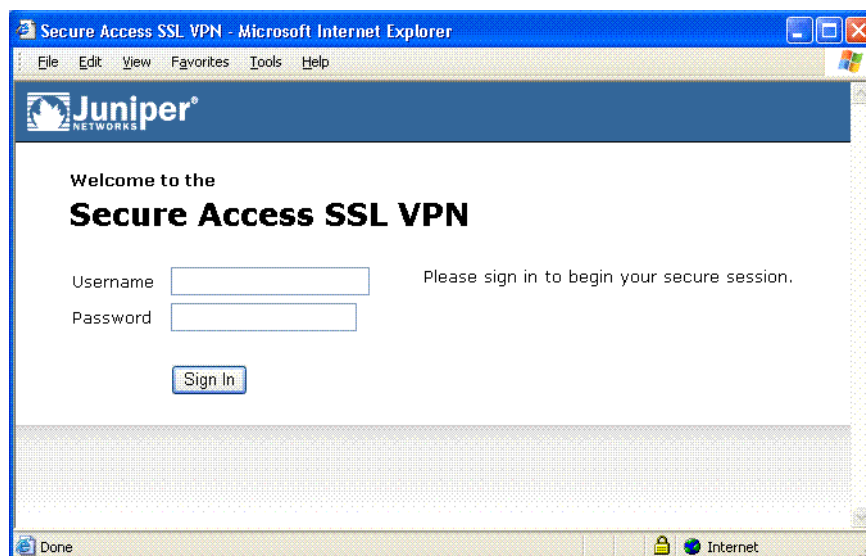 Secure Access SSL VPN - Microsoft Internet Explorer
File Edit View Favorites Tools Help
Juniper®
NETWORKS
Welcome to the
Secure Access SSL VPN
Username
Please sign in to begin your secure session.
Password
Sign In
Done
Internet